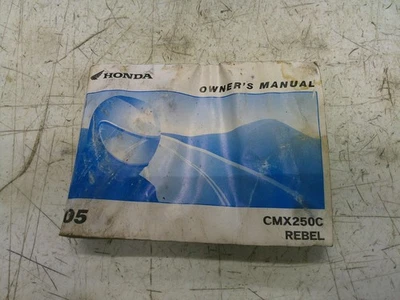 HONDA
OWNER'S MANUAL
05
CMX250C
REBEL